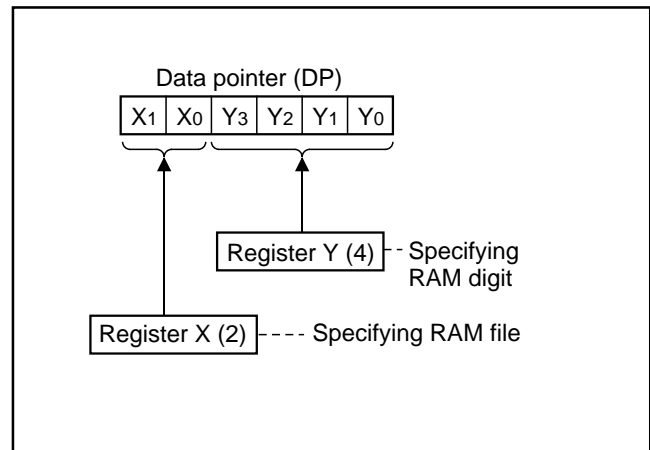 Data pointer (DP)
X1 X0 Y3 Y2 Y1 Y0
Register Y (4)
Specifying
RAM digit
Register X (2)
Specifying RAM file